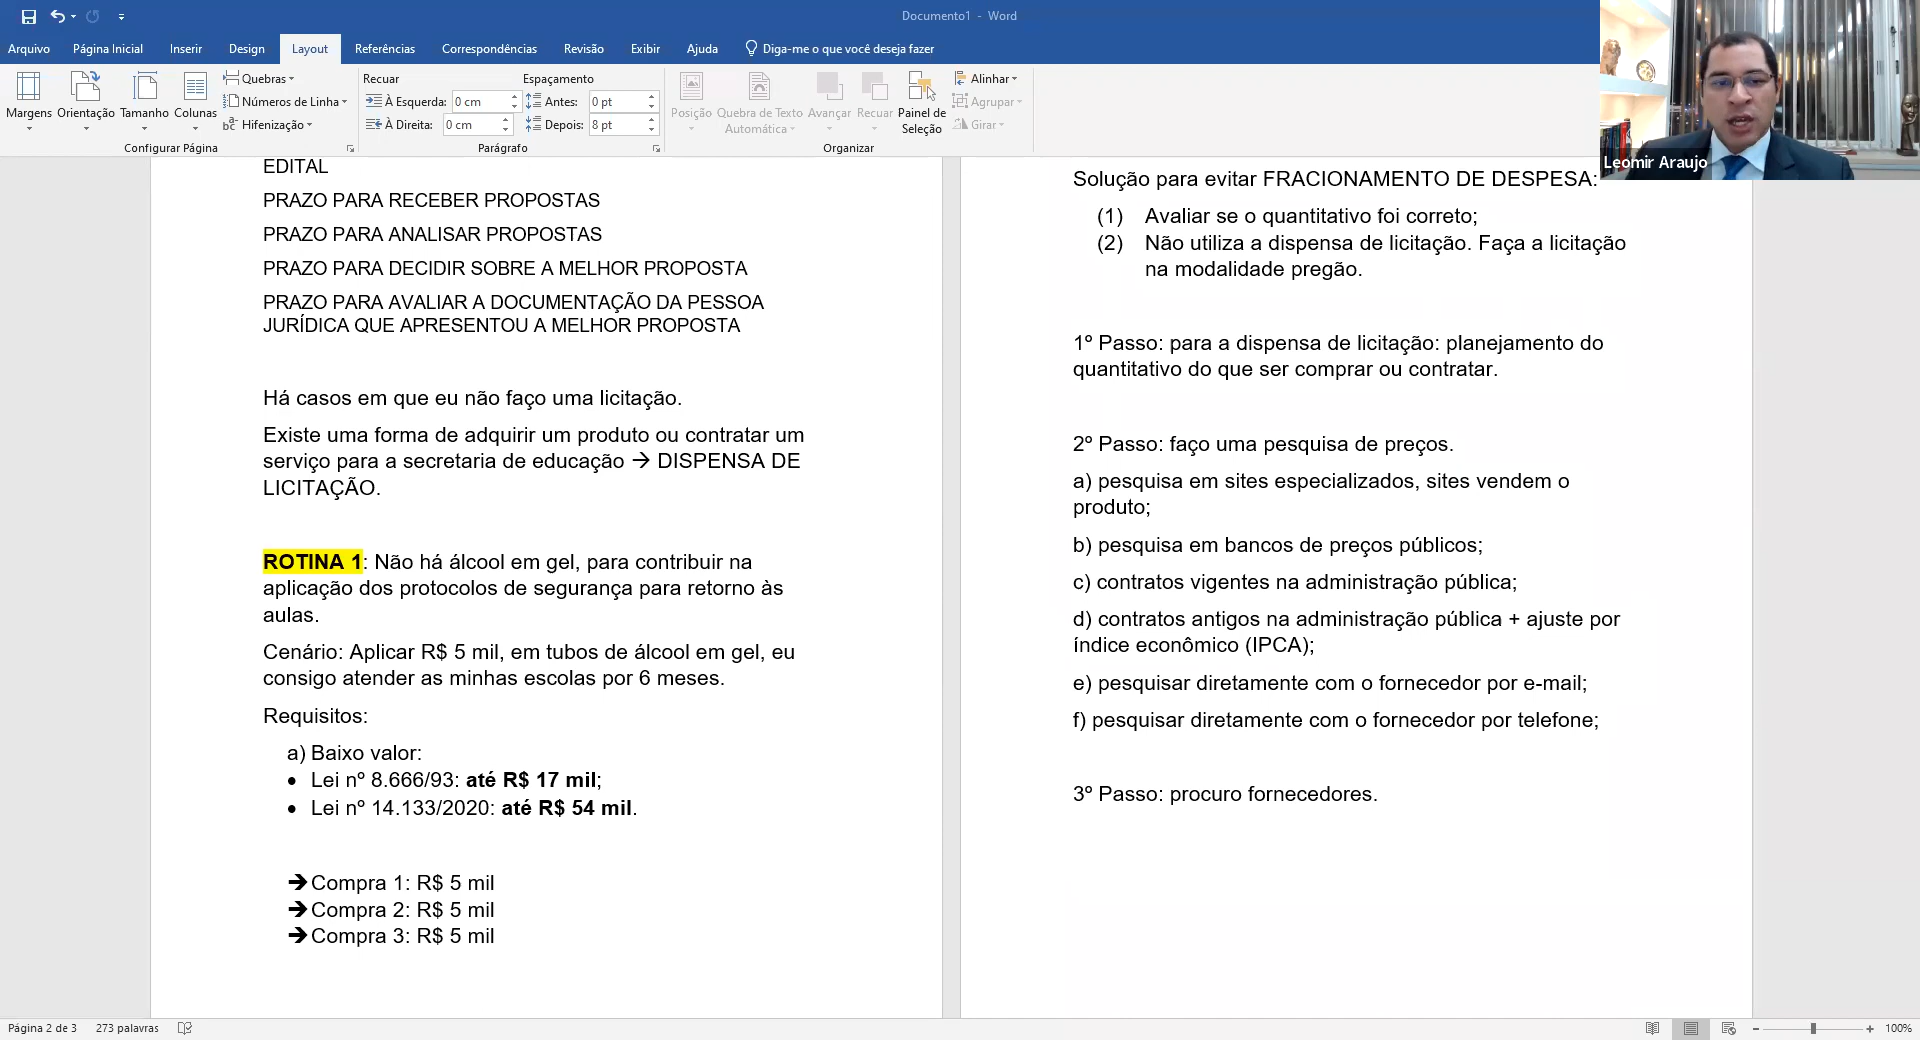 Documento1 - Word
Arquivo Página Inicial Inserir Design Layout Referências Correspondências Revisão Exibir Ajuda Diga-me o que você deseja fazer
Margens
Orientação
Tamanho
Colunas
Quebras
Números de Linha
Hifenização
Configurar Página
Recuar
À Esquerda: 0 cm
À Direita: 0 cm
Espaçamento
Antes: 0 pt
Depois: 8 pt
Parágrafo
Posição
Quebra de Texto
Automática
Avançar
Recuar
Painel de
Seleção
Alinhar
Agrupar
Girar
Organizar
Leomir Araujo
EDITAL
PRAZO PARA RECEBER PROPOSTAS
PRAZO PARA ANALISAR PROPOSTAS
PRAZO PARA DECIDIR SOBRE A MELHOR PROPOSTA
PRAZO PARA AVALIAR A DOCUMENTAÇÃO DA PESSOA
JURÍDICA QUE APRESENTOU A MELHOR PROPOSTA
Há casos em que eu não faço uma licitação.
Existe uma forma de adquirir um produto ou contratar um
serviço para a secretaria de educação → DISPENSA DE
LICITAÇÃO.
ROTINA 1: Não há álcool em gel, para contribuir na
aplicação dos protocolos de segurança para retorno às
aulas.
Cenário: Aplicar R$ 5 mil, em tubos de álcool em gel, eu
consigo atender as minhas escolas por 6 meses.
Requisitos:
a) Baixo valor:
• Lei nº 8.666/93: até R$ 17 mil;
• Lei nº 14.133/2020: até R$ 54 mil.
➔ Compra 1: R$ 5 mil
➔ Compra 2: R$ 5 mil
➔ Compra 3: R$ 5 mil
Solução para evitar FRACIONAMENTO DE DESPESA:
(1) Avaliar se o quantitativo foi correto;
(2) Não utiliza a dispensa de licitação. Faça a licitação
na modalidade pregão.
1º Passo: para a dispensa de licitação: planejamento do
quantitativo do que ser comprar ou contratar.
2º Passo: faço uma pesquisa de preços.
a) pesquisa em sites especializados, sites vendem o
produto;
b) pesquisa em bancos de preços públicos;
c) contratos vigentes na administração pública;
d) contratos antigos na administração pública + ajuste por
índice econômico (IPCA);
e) pesquisar diretamente com o fornecedor por e-mail;
f) pesquisar diretamente com o fornecedor por telefone;
3º Passo: procuro fornecedores.
Página 2 de 3 273 palavras
100%